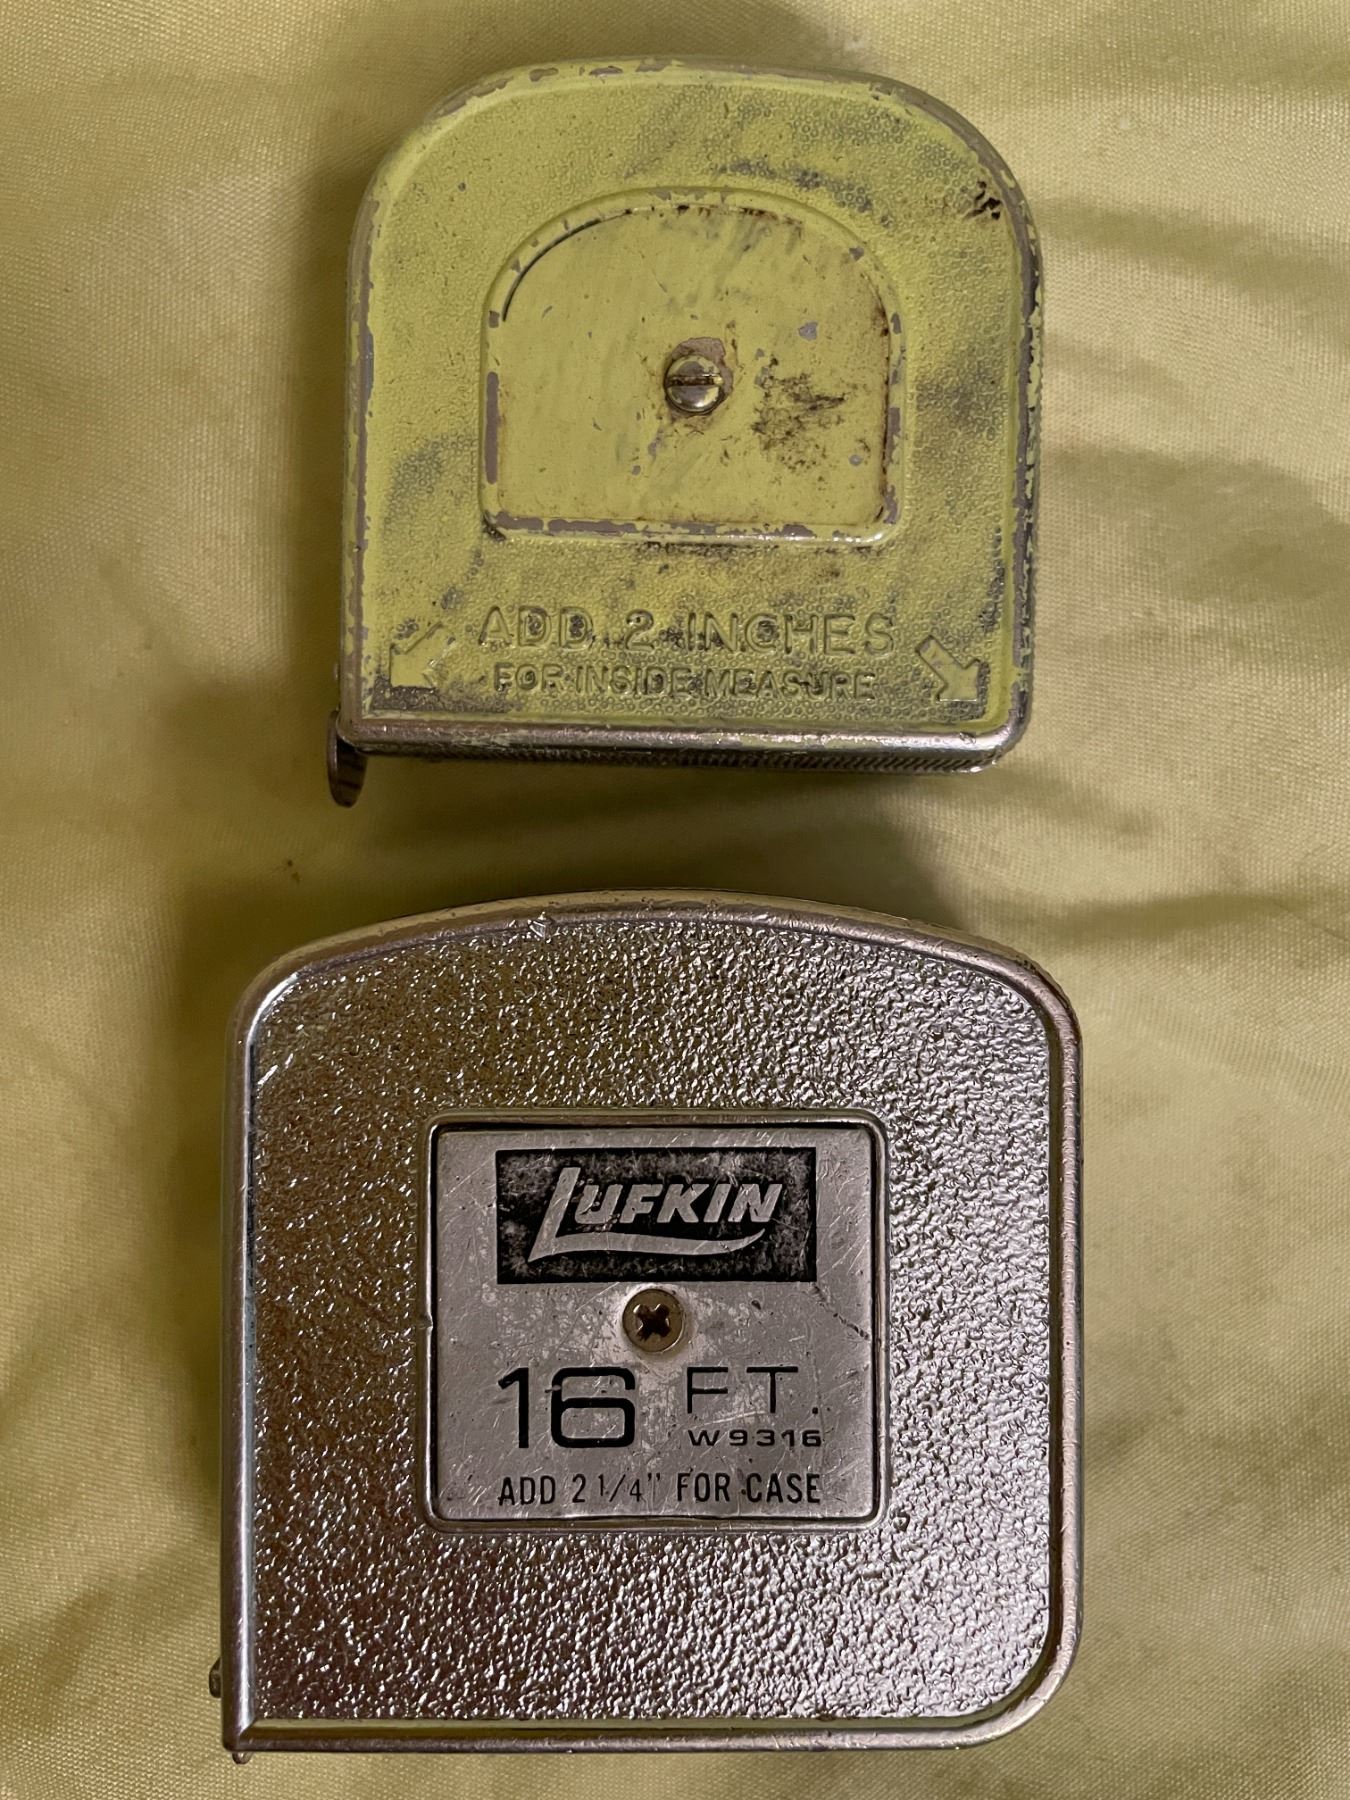 ADD 2 INCHES
FOR INSIDE MEASURE
LUFKIN
16 FT.
W9316
ADD 2 1/4" FOR CASE